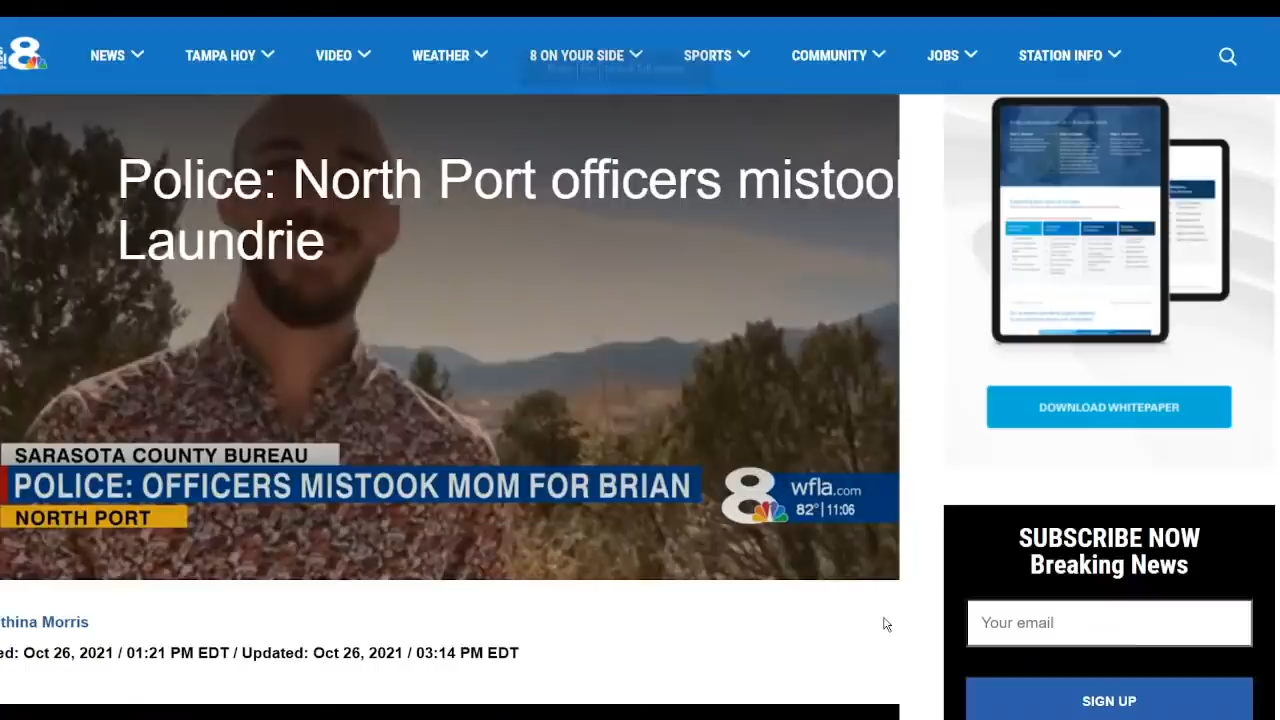 8
NEWS
TAMPA HOY
VIDEO
WEATHER
8 ON YOUR SIDE
SPORTS
COMMUNITY
JOBS
STATION INFO
Police: North Port officers mistook
Laundrie
SARASOTA COUNTY BUREAU
POLICE: OFFICERS MISTOOK MOM FOR BRIAN
NORTH PORT
8
wfla.com
82° | 11:06
DOWNLOAD WHITEPAPER
SUBSCRIBE NOW
Breaking News
Your email
SIGN UP
thina Morris
ed: Oct 26, 2021 / 01:21 PM EDT / Updated: Oct 26, 2021 / 03:14 PM EDT